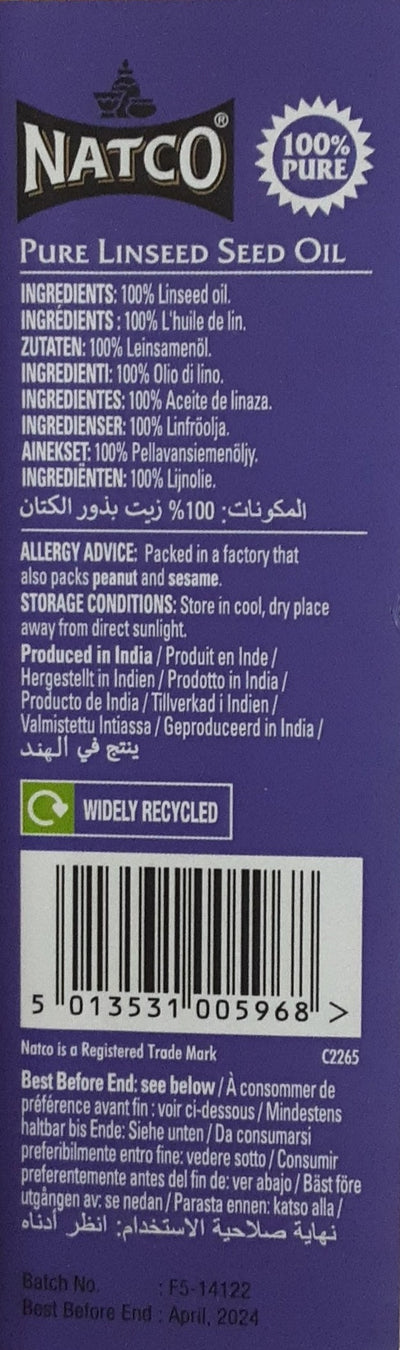 NATCO®
100%
PURE
PURE LINSEED SEED OIL
INGREDIENTS: 100% Linseed oil.
INGRÉDIENTS : 100% L'huile de lin.
ZUTATEN: 100% Leinsamenöl.
INGREDIENTI: 100% Olio di lino.
INGREDIENTES: 100% Aceite de linaza.
INGREDIENSER: 100% Linfröolja.
AINEKSET: 100% Pellavansiemenöljy.
INGREDIËNTEN: 100% Lijnolie.
المكونات: 100% زيت بذور الكتان
ALLERGY ADVICE: Packed in a factory that
also packs peanut and sesame.
STORAGE CONDITIONS: Store in cool, dry place
away from direct sunlight.
Produced in India / Produit en Inde /
Hergestellt in Indien / Prodotto in India /
Producto de India / Tillverkad i Indien /
Valmistettu Intiassa / Geproduceerd in India /
ينتج في الهند
WIDELY RECYCLED
5 013531 005968 >
Natco is a Registered Trade Mark C2265
Best Before End: see below / À consommer de
préférence avant fin : voir ci-dessous / Mindestens
haltbar bis Ende: Siehe unten / Da consumarsi
preferibilmente entro fine: vedere sotto / Consumir
preferentemente antes del fin de: ver abajo / Bäst före
utgången av: se nedan / Parasta ennen: katso alla /
نهاية صلاحية الاستخدام: انظر أدناه
Batch No. : F5-14122
Best Before End : April, 2024